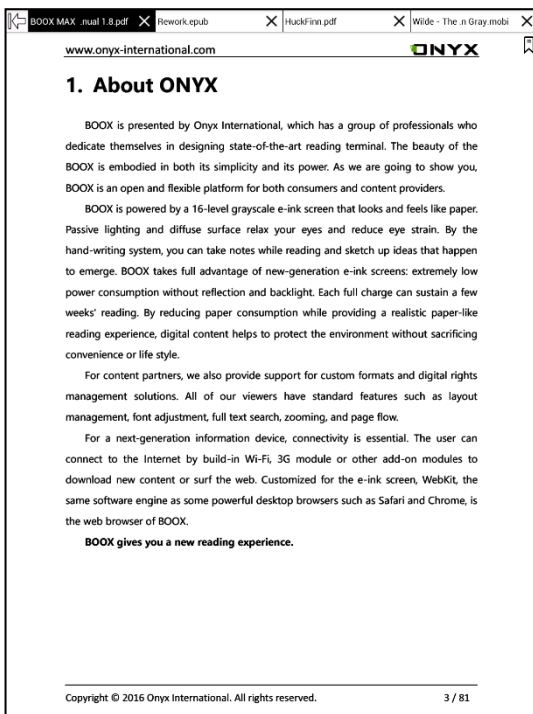 BOOX MAX .nual 1.8.pdf
Rework.epub
HuckFinn.pdf
Wilde - The .n Gray.mobi
www.onyx-international.com
ONYX
1. About ONYX
BOOX is presented by Onyx International, which has a group of professionals who
dedicate themselves in designing state-of-the-art reading terminal. The beauty of the
BOOX is embodied in both its simplicity and its power. As we are going to show you,
BOOX is an open and flexible platform for both consumers and content providers.
BOOX is powered by a 16-level grayscale e-ink screen that looks and feels like paper.
Passive lighting and diffuse surface relax your eyes and reduce eye strain. By the
hand-writing system, you can take notes while reading and sketch up ideas that happen
to emerge. BOOX takes full advantage of new-generation e-ink screens: extremely low
power consumption without reflection and backlight. Each full charge can sustain a few
weeks' reading. By reducing paper consumption while providing a realistic paper-like
reading experience, digital content helps to protect the environment without sacrificing
convenience or life style.
For content partners, we also provide support for custom formats and digital rights
management solutions. All of our viewers have standard features such as layout
management, font adjustment, full text search, zooming, and page flow.
For a next-generation information device, connectivity is essential. The user can
connect to the Internet by build-in Wi-Fi, 3G module or other add-on modules to
download new content or surf the web. Customized for the e-ink screen, WebKit, the
same software engine as some powerful desktop browsers such as Safari and Chrome, is
the web browser of BOOX.
BOOX gives you a new reading experience.
Copyright © 2016 Onyx International. All rights reserved.
3 / 81